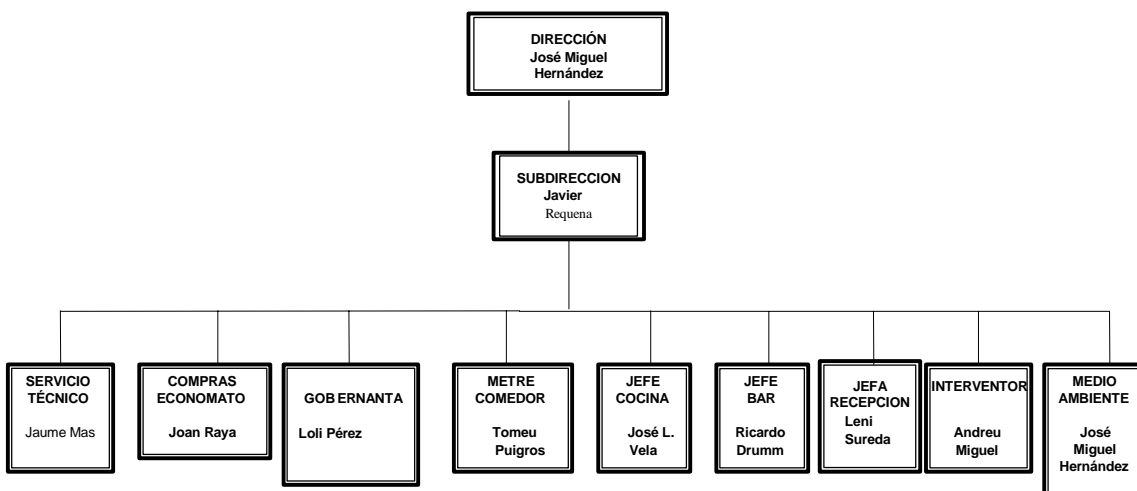 DIRECCIÓN
José Miguel
Hernández
SUBDIRECCION
Javier
Requena
SERVICIO
TÉCNICO
Jaume Mas
COMPRAS
ECONOMATO
Joan Raya
GOB ERNANTA
Loli Pérez
METRE
COMEDOR
Tomeu
Puigros
JEFE
COCINA
José L.
Vela
JEFE
BAR
Ricardo
Drumm
JEFA
RECEPCION
Leni
Sureda
INTERVENTOR
Andreu
Miguel
MEDIO
AMBIENTE
José
Miguel
Hernández